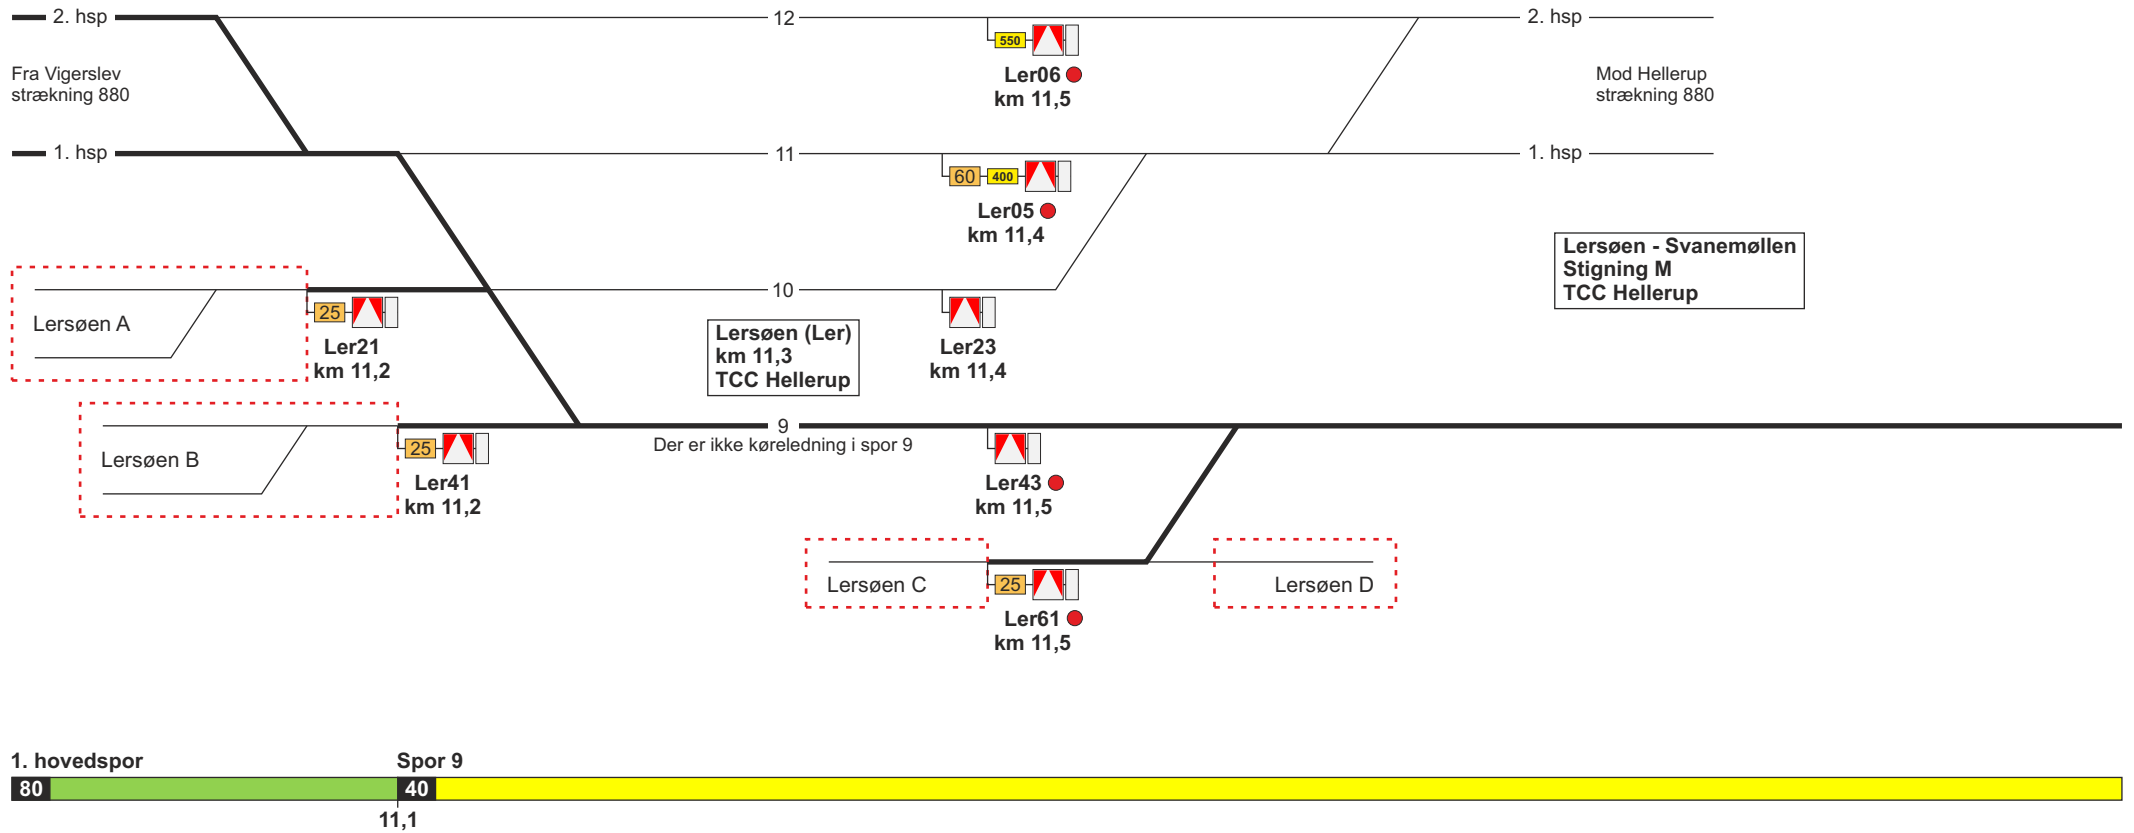 2. hsp
12
2. hsp
550
Ler06
km 11,5
Fra Vigerslev
strækning 880
Mod Hellerup
strækning 880
1. hsp
11
1. hsp
60
400
Ler05
km 11,4
Lersøen - Svanemøllen
Stigning M
TCC Hellerup
10
Lersøen A
25
Ler21
km 11,2
Lersøen (Ler)
km 11,3
TCC Hellerup
Ler23
km 11,4
9
Der er ikke køreledning i spor 9
Lersøen B
25
Ler41
km 11,2
Ler43
km 11,5
Lersøen C
25
Ler61
km 11,5
Lersøen D
1. hovedspor
Spor 9
80
40
11,1